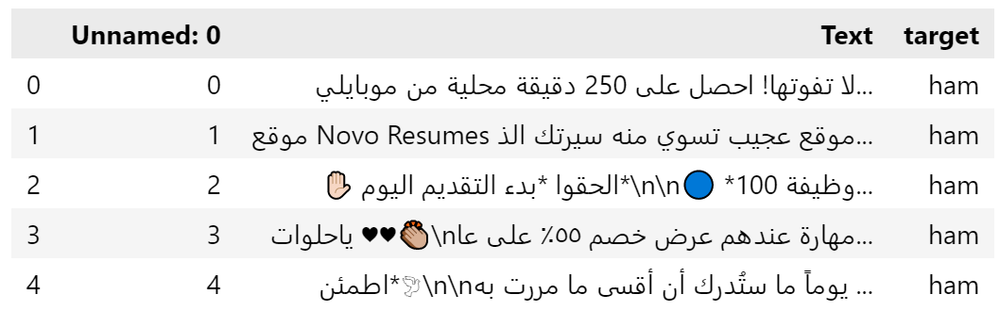 Unnamed: 0 Text target
0 0 لا تفوتها! احصل على 250 دقيقة محلية من موبايلي... ham
1 1 موقع Novo Resumes موقع عجيب تسوي منه سيرتك الذ... ham
2 2 ✋🏻 الحقوا *بدء التقديم اليوم*\n\n🔵 *100 وظيفة... ham
3 3 ياحلوات ♥♥👏🏽\nمهارة عندهم عرض خصم ٥٥٪ على عا... ham
4 4 اطمئن*🕊\n\nيوماً ما ستُدرك أن أقسى ما مررت به ... ham